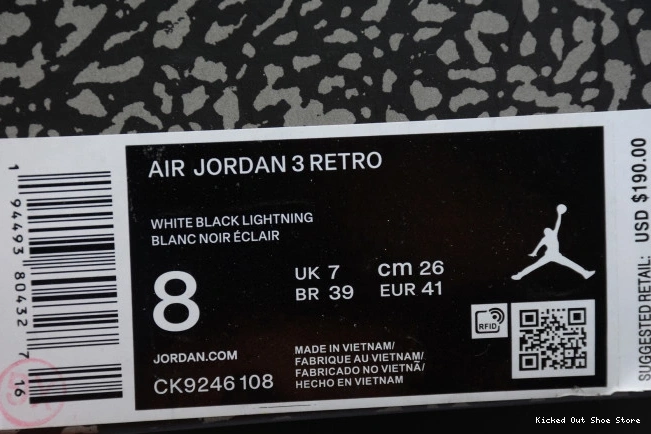 AIR JORDAN 3 RETRO
WHITE BLACK LIGHTNING
BLANC NOIR ÉCLAIR
8
UK 7 cm 26
BR 39 EUR 41
JORDAN.COM
CK9246 108
MADE IN VIETNAM/
FABRIQUE AU VIETNAM/
FABRICADO NO VIETNÃ/
HECHO EN VIETNAM
RFID
1 94493 80432 7 16
SUGGESTED RETAIL: USD $190.00
Kicked Out Shoe Store